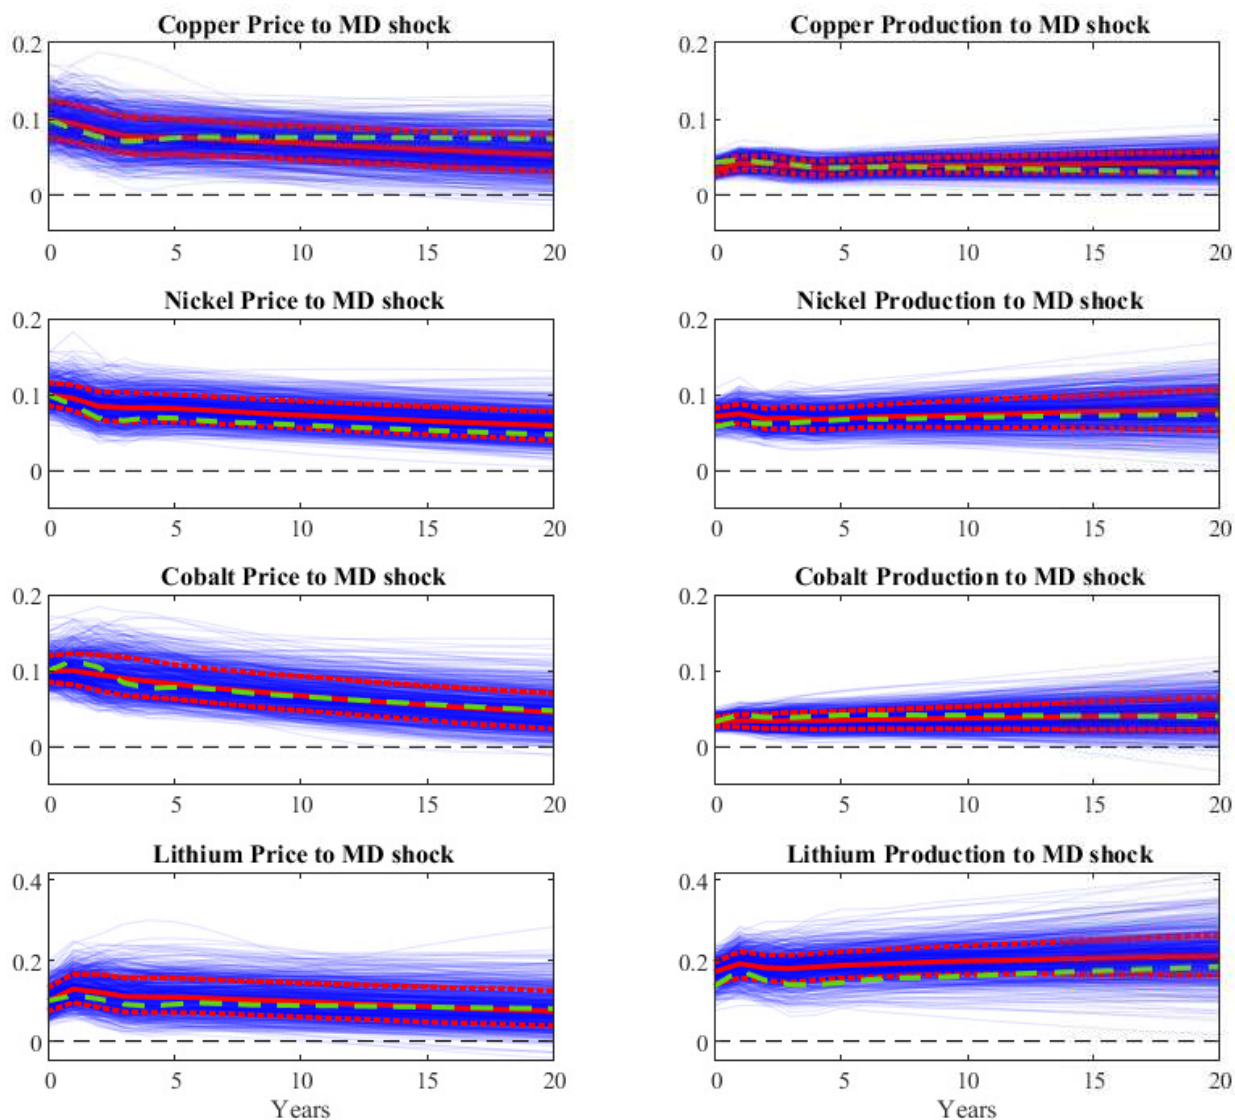 Copper Price to MD shock
0.2
0.1
0
0 5 10 15 20
Copper Production to MD shock
0.2
0.1
0
0 5 10 15 20
Nickel Price to MD shock
0.2
0.1
0
0 5 10 15 20
Nickel Production to MD shock
0.2
0.1
0
0 5 10 15 20
Cobalt Price to MD shock
0.2
0.1
0
0 5 10 15 20
Cobalt Production to MD shock
0.2
0.1
0
0 5 10 15 20
Lithium Price to MD shock
0.4
0.2
0
0 5 10 15 20
Years
Lithium Production to MD shock
0.4
0.2
0
0 5 10 15 20
Years